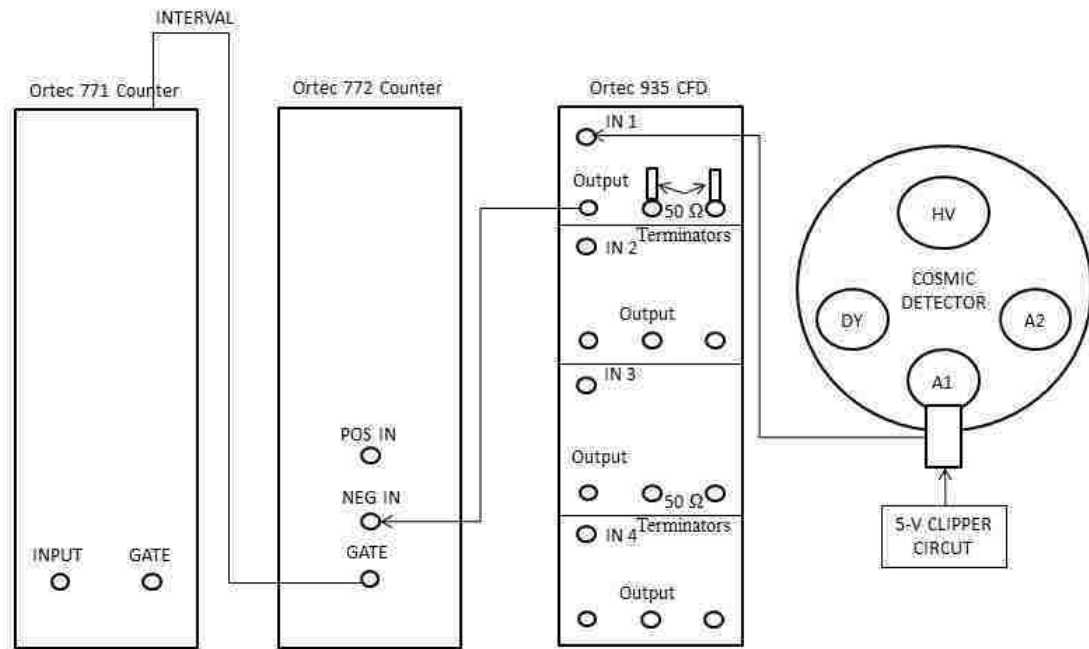 INTERVAL
Ortec 771 Counter
INPUT
GATE
Ortec 772 Counter
POS IN
NEG IN
GATE
Ortec 935 CFD
IN 1
Output
50 Ω
Terminators
IN 2
Output
IN 3
Output
50 Ω
Terminators
IN 4
Output
HV
COSMIC
DETECTOR
DY
A2
A1
5-V CLIPPER
CIRCUT